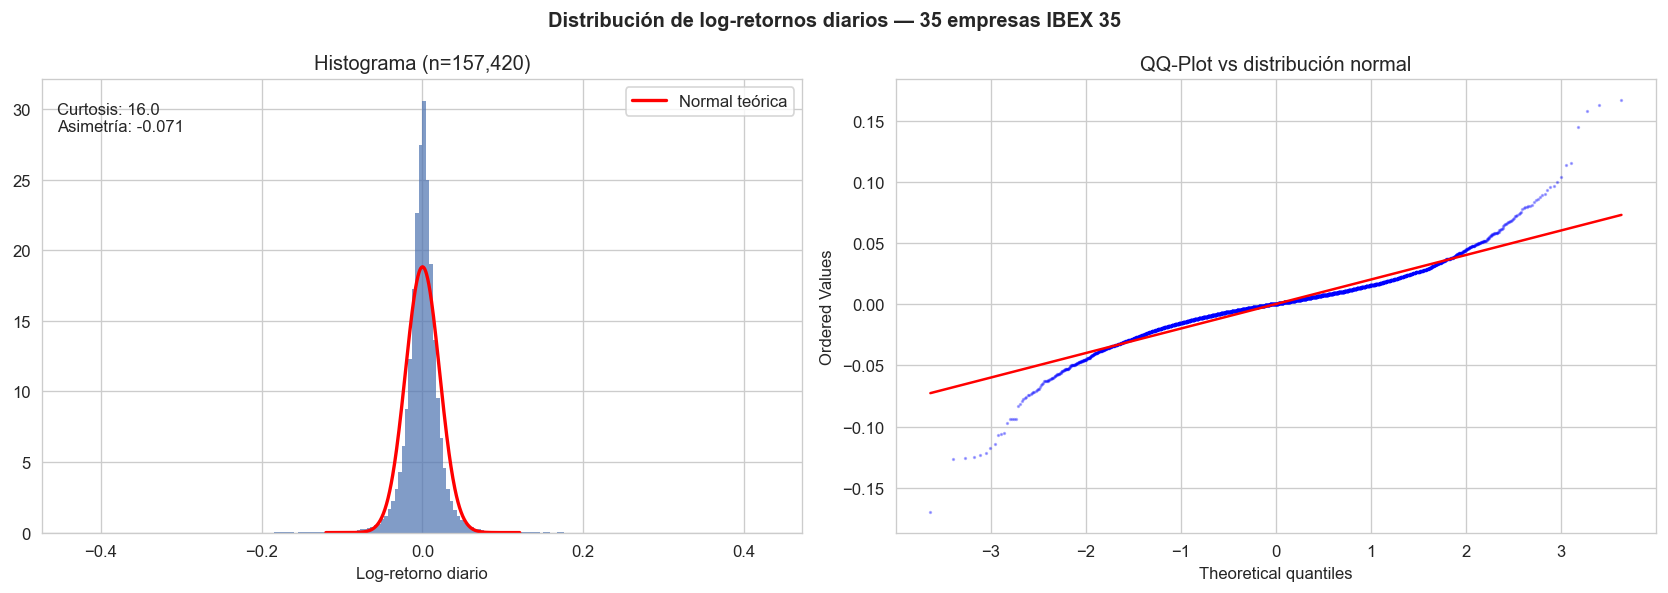 Distribución de log-retornos diarios — 35 empresas IBEX 35
Histograma (n=157,420)
Curtosis: 16.0
Asimetría: -0.071
Normal teórica
30
25
20
15
10
5
0
−0.4 −0.2 0.0 0.2 0.4
Log-retorno diario
QQ-Plot vs distribución normal
Ordered Values
0.15
0.10
0.05
0.00
−0.05
−0.10
−0.15
−3 −2 −1 0 1 2 3
Theoretical quantiles